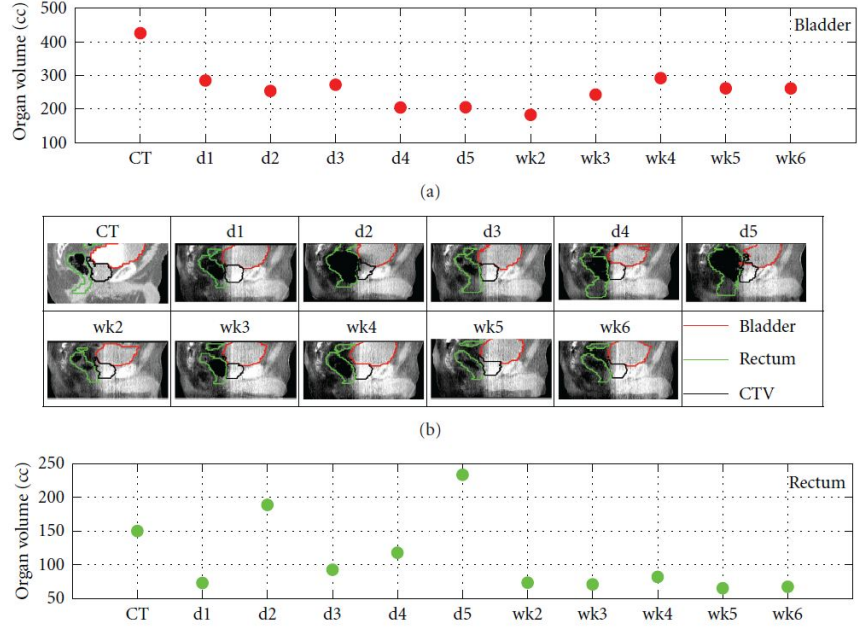 500
400
300
200
100
Organ volume (cc)
Bladder
CT d1 d2 d3 d4 d5 wk2 wk3 wk4 wk5 wk6
(a)
CT d1 d2 d3 d4 d5
wk2 wk3 wk4 wk5 wk6
Bladder
Rectum
CTV
(b)
250
200
150
100
50
Organ volume (cc)
Rectum
CT d1 d2 d3 d4 d5 wk2 wk3 wk4 wk5 wk6